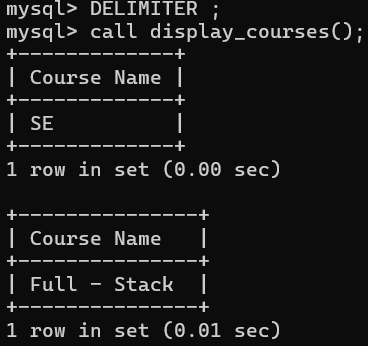 mysql> DELIMITER ;
mysql> call display_courses();
+-------------+
| Course Name |
+-------------+
| SE          |
+-------------+
1 row in set (0.00 sec)

+---------------+
| Course Name   |
+---------------+
| Full - Stack  |
+---------------+
1 row in set (0.01 sec)